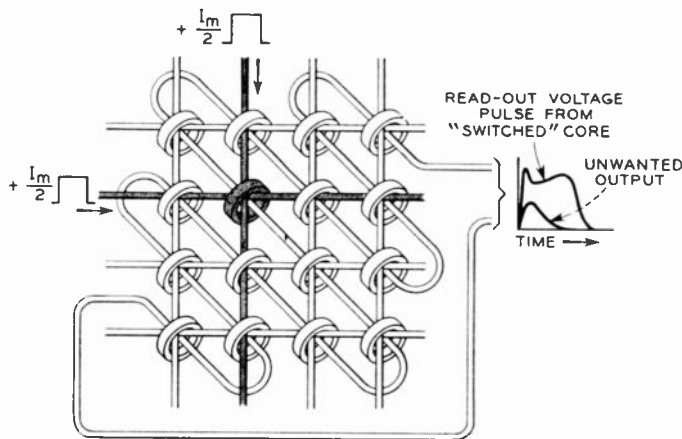 + Im/2
READ-OUT VOLTAGE
PULSE FROM
"SWITCHED" CORE
UNWANTED
OUTPUT
+ Im/2
TIME